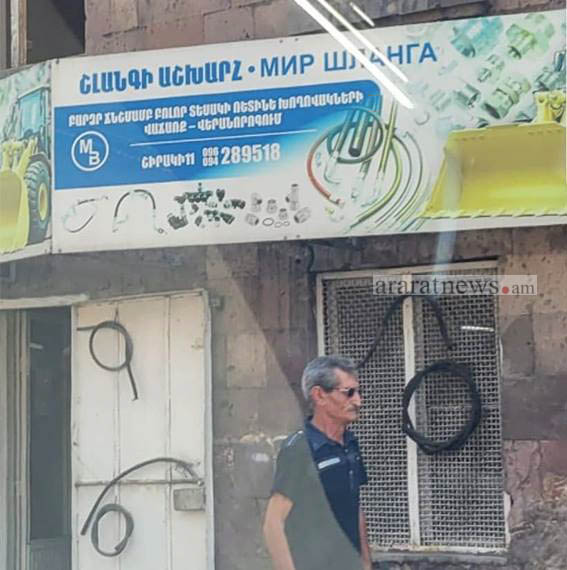 ՇԼԱՆԳԻ ԱՇԽԱՐՀ • МИР ШЛАНГА
ԲԱՐՁՐ ՃՆՇՄԱՄԲ ԲՈԼՈՐ ՏԵՍԱԿԻ ՌԵՏԻՆԵ ԽՈՂՈՎԱԿՆԵՐԻ
ՎԱՃԱՌՔ – ՎԵՐԱՆՈՐՈԳՈՒՄ
MB
ՇԻՐԱԿԻ 11 096 094 289518
araratnews.am